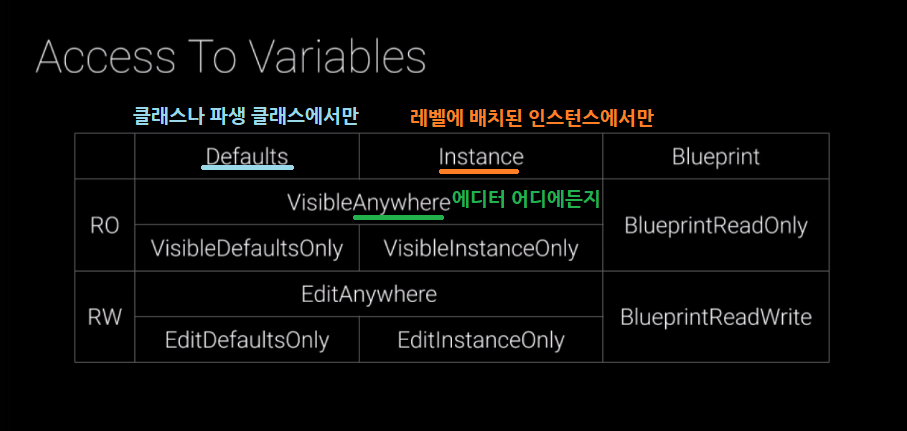 Access To Variables
클래스나 파생 클래스에서만
레벨에 배치된 인스턴스에서만
Defaults
Instance
Blueprint
RO
VisibleAnywhere
에디터 어디에든지
VisibleDefaultsOnly
VisibleInstanceOnly
BlueprintReadOnly
RW
EditAnywhere
EditDefaultsOnly
EditInstanceOnly
BlueprintReadWrite